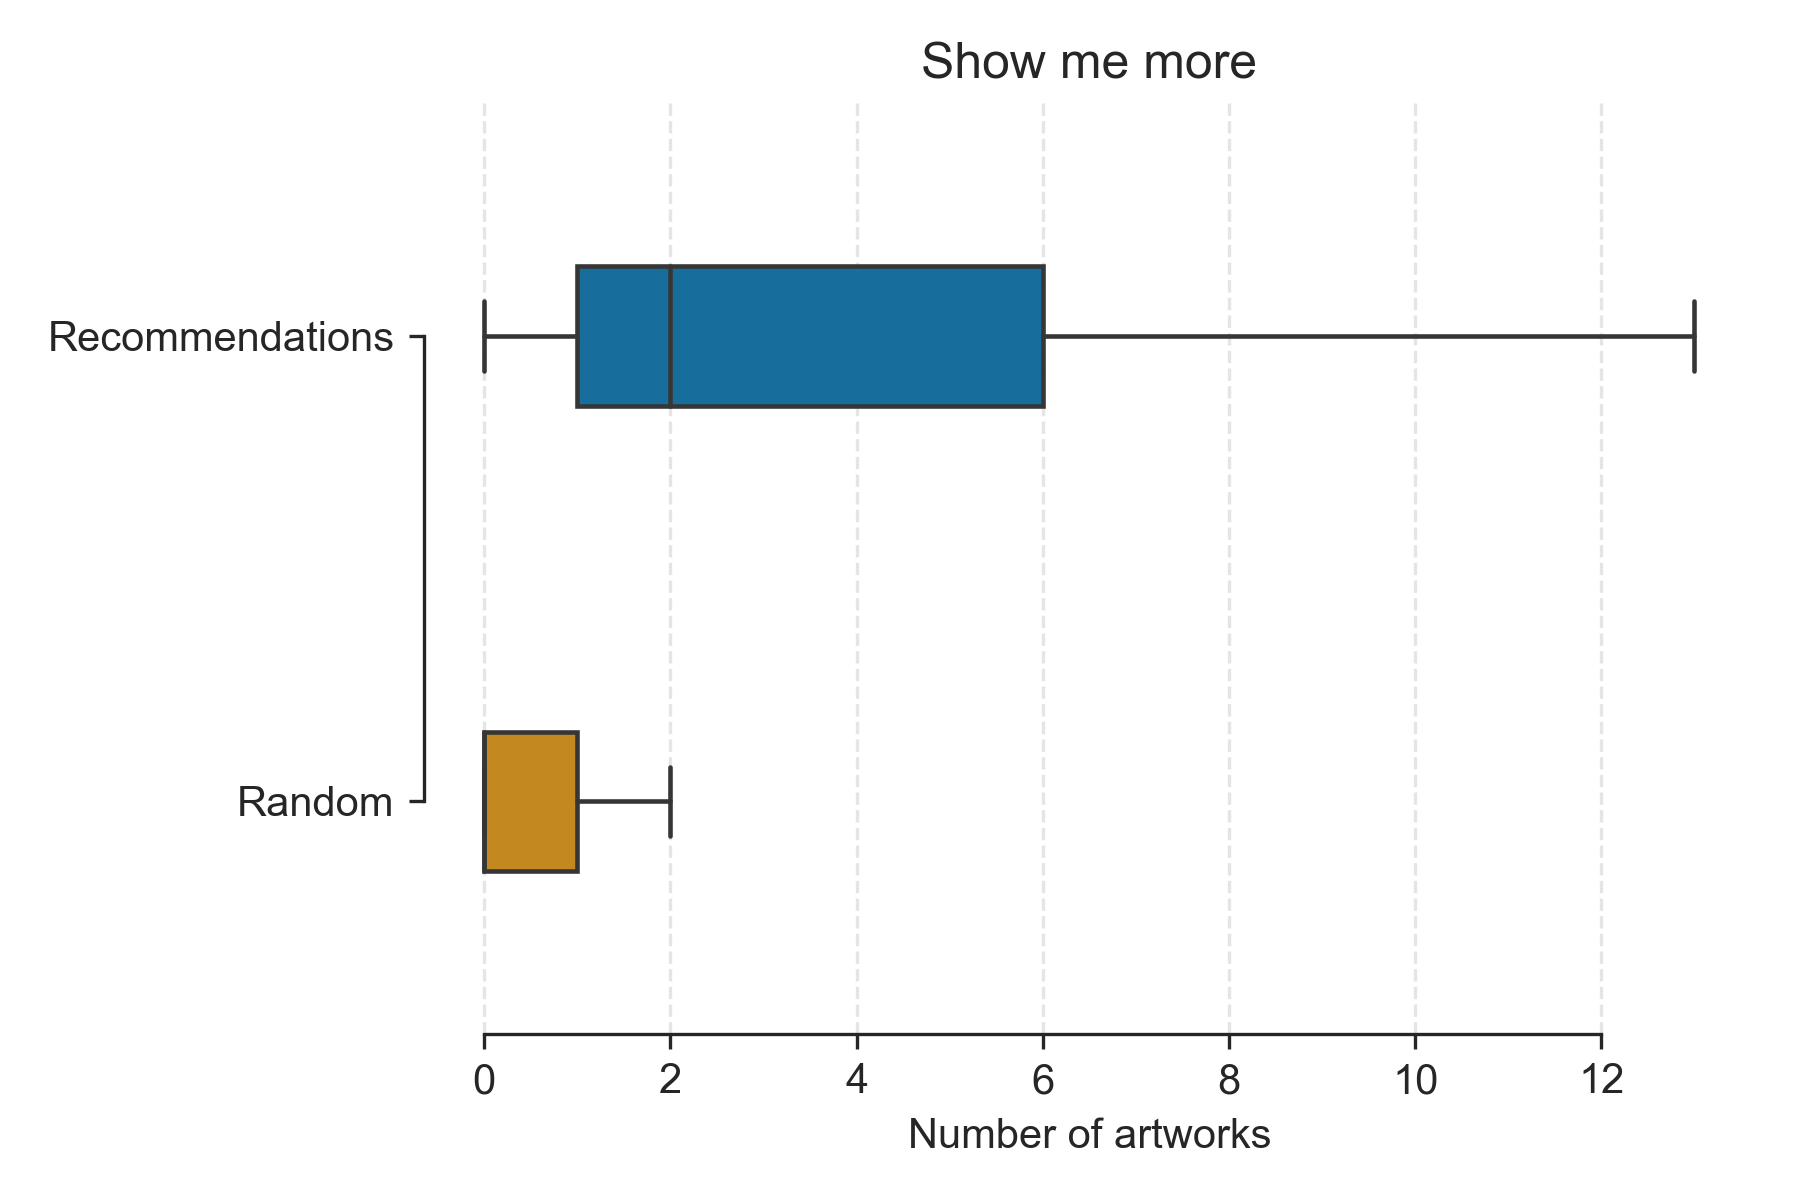 Show me more
Recommendations
Random
0 2 4 6 8 10 12
Number of artworks